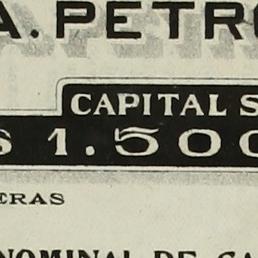 A. PETRO
CAPITAL S
$ 1.500
ERAS
NOMINAL DE CA